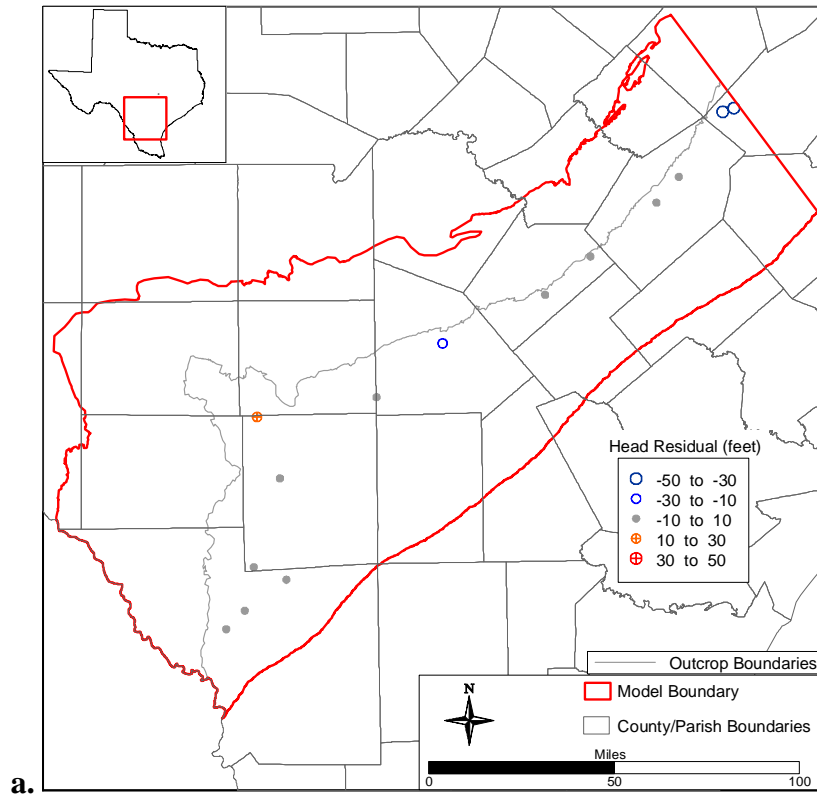 Head Residual (feet)
-50 to -30
-30 to -10
-10 to 10
10 to 30
30 to 50
Outcrop Boundaries
N
Model Boundary
County/Parish Boundaries
Miles
0 50 100
a.